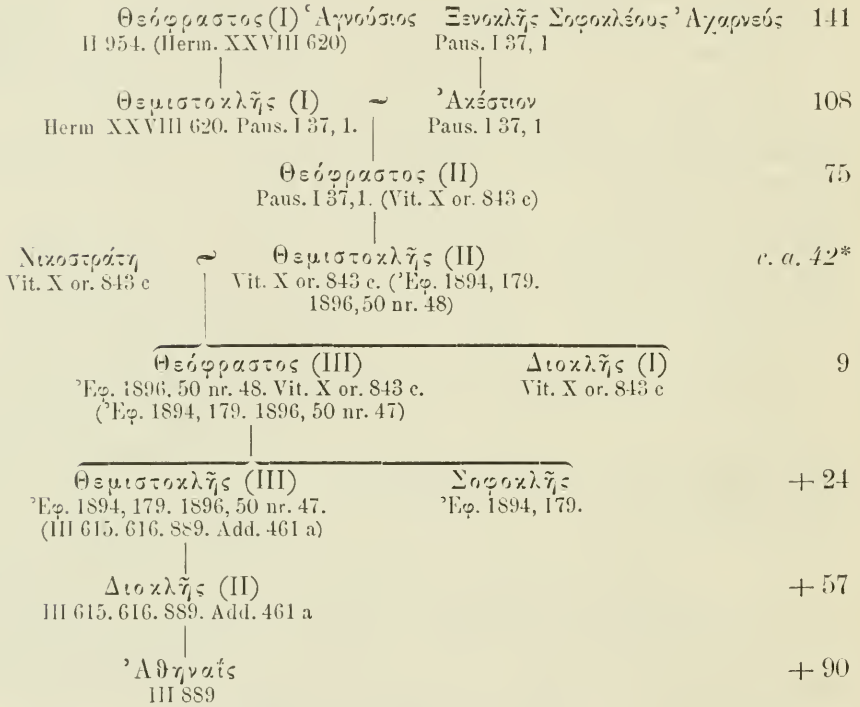 Θεόφραστος (I) Ἁγνούσιος Ξενοκλῆς Σοφοκλέους Ἀχαρνεύς 141
II 954. (Herm. XXVIII 620) Paus. I 37, 1
Θεμιστοκλῆς (I) ~ Ἀκέστιον 108
Herm XXVIII 620. Paus. I 37, 1. Paus. I 37, 1
Θεόφραστος (II) 75
Paus. I 37, 1. (Vit. X or. 843 c)
Νικοστράτη ~ Θεμιστοκλῆς (II) c. a. 42*
Vit. X or. 843 c Vit. X or. 843 c. (Ἐφ. 1894, 179.
1896, 50 nr. 48)
Θεόφραστος (III) Διοκλῆς (I) 9
Ἐφ. 1896, 50 nr. 48. Vit. X or. 843 c. Vit. X or. 843 c
(Ἐφ. 1894, 179. 1896, 50 nr. 47)
Θεμιστοκλῆς (III) Σοφοκλῆς + 24
Ἐφ. 1894, 179. 1896, 50 nr. 47. Ἐφ. 1894, 179.
(III 615. 616. 889. Add. 461 a)
Διοκλῆς (II) + 57
III 615. 616. 889. Add. 461 a
Ἀθηναΐς + 90
III 889